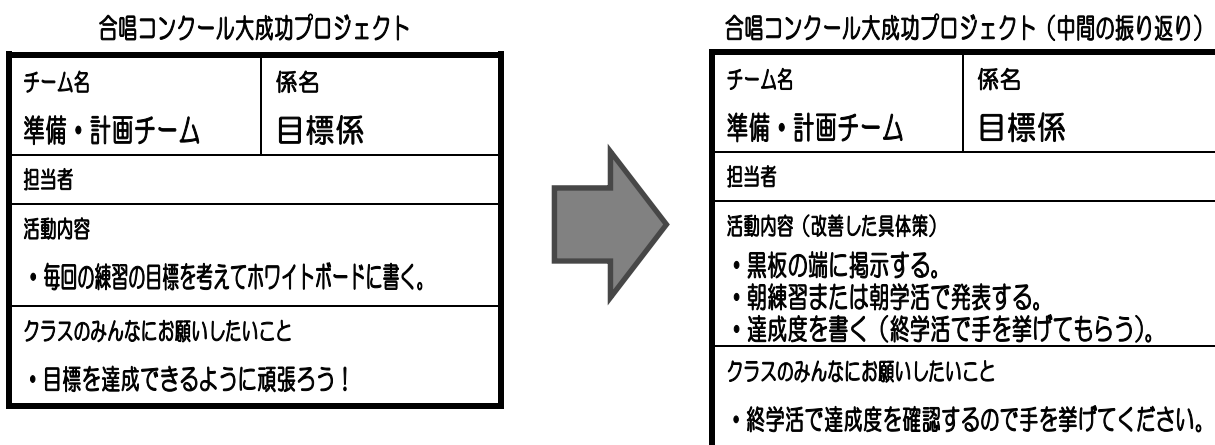 合唱コンクール大成功プロジェクト
チーム名
係名
準備・計画チーム
目標係
担当者
活動内容
・毎回の練習の目標を考えてホワイトボードに書く。
クラスのみんなにお願いしたいこと
・目標を達成できるように頑張ろう！
合唱コンクール大成功プロジェクト（中間の振り返り）
チーム名
係名
準備・計画チーム
目標係
担当者
活動内容（改善した具体策）
・黒板の端に掲示する。
・朝練習または朝学活で発表する。
・達成度を書く（終学活で手を挙げてもらう）。
クラスのみんなにお願いしたいこと
・終学活で達成度を確認するので手を挙げてください。